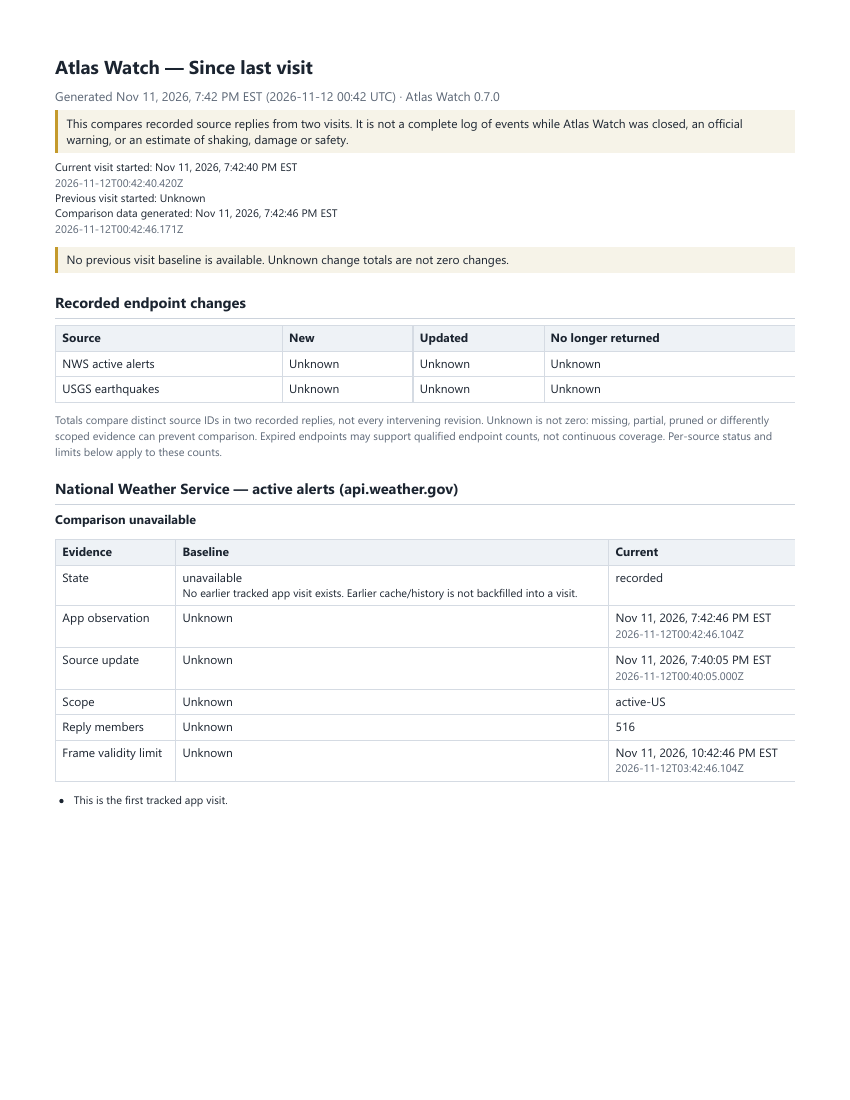 Atlas Watch — Since last visit
Generated Nov 11, 2026, 7:42 PM EST (2026-11-12 00:42 UTC) · Atlas Watch 0.7.0
This compares recorded source replies from two visits. It is not a complete log of events while Atlas Watch was closed, an official
warning, or an estimate of shaking, damage or safety.
Current visit started: Nov 11, 2026, 7:42:40 PM EST
2026-11-12T00:42:40.420Z
Previous visit started: Unknown
Comparison data generated: Nov 11, 2026, 7:42:46 PM EST
2026-11-12T00:42:46.171Z
No previous visit baseline is available. Unknown change totals are not zero changes.
Recorded endpoint changes
Source New Updated No longer returned
NWS active alerts Unknown Unknown Unknown
USGS earthquakes Unknown Unknown Unknown
Totals compare distinct source IDs in two recorded replies, not every intervening revision. Unknown is not zero: missing, partial, pruned or differently
scoped evidence can prevent comparison. Expired endpoints may support qualified endpoint counts, not continuous coverage. Per-source status and
limits below apply to these counts.
National Weather Service — active alerts (api.weather.gov)
Comparison unavailable
Evidence Baseline Current
State unavailable recorded
No earlier tracked app visit exists. Earlier cache/history is not backfilled into a visit.
App observation Unknown Nov 11, 2026, 7:42:46 PM EST
2026-11-12T00:42:46.104Z
Source update Unknown Nov 11, 2026, 7:40:05 PM EST
2026-11-12T00:40:05.000Z
Scope Unknown active-US
Reply members Unknown 516
Frame validity limit Unknown Nov 11, 2026, 10:42:46 PM EST
2026-11-12T03:42:46.104Z
• This is the first tracked app visit.